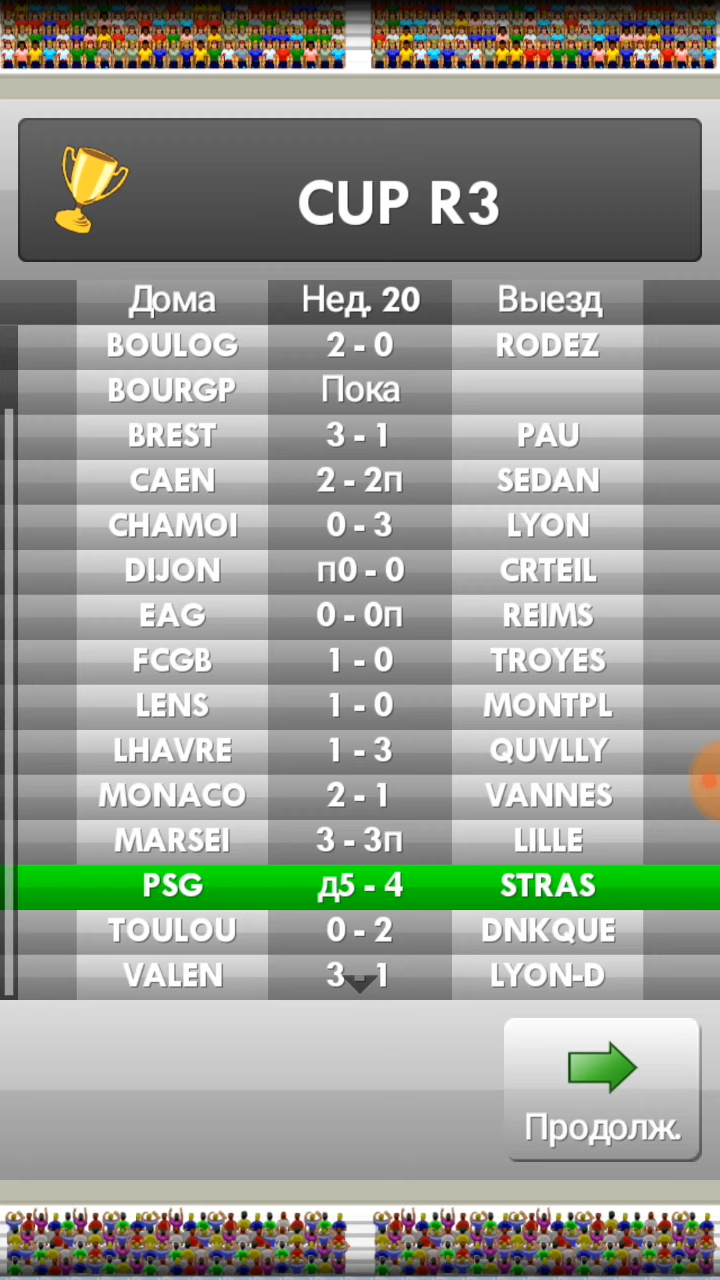 CUP R3
Дома Нед. 20 Выезд
BOULOG 2 - 0 RODEZ
BOURGP Пока
BREST 3 - 1 PAU
CAEN 2 - 2п SEDAN
CHAMOI 0 - 3 LYON
DIJON п0 - 0 CRTEIL
EAG 0 - 0п REIMS
FCGB 1 - 0 TROYES
LENS 1 - 0 MONTPL
LHAVRE 1 - 3 QUVLLY
MONACO 2 - 1 VANNES
MARSEI 3 - 3п LILLE
PSG д5 - 4 STRAS
TOULOU 0 - 2 DNKQUE
VALEN 3 - 1 LYON-D
Продолж.